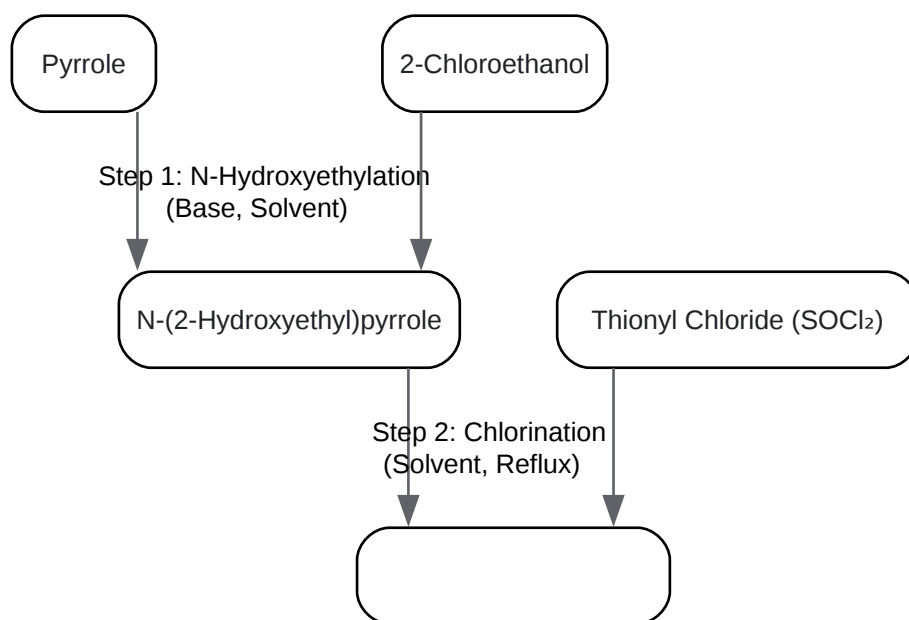 Pyrrole
2-Chloroethanol
Step 1: N-Hydroxyethylation
(Base, Solvent)
N-(2-Hydroxyethyl)pyrrole
Thionyl Chloride (SOCl₂)
Step 2: Chlorination
(Solvent, Reflux)